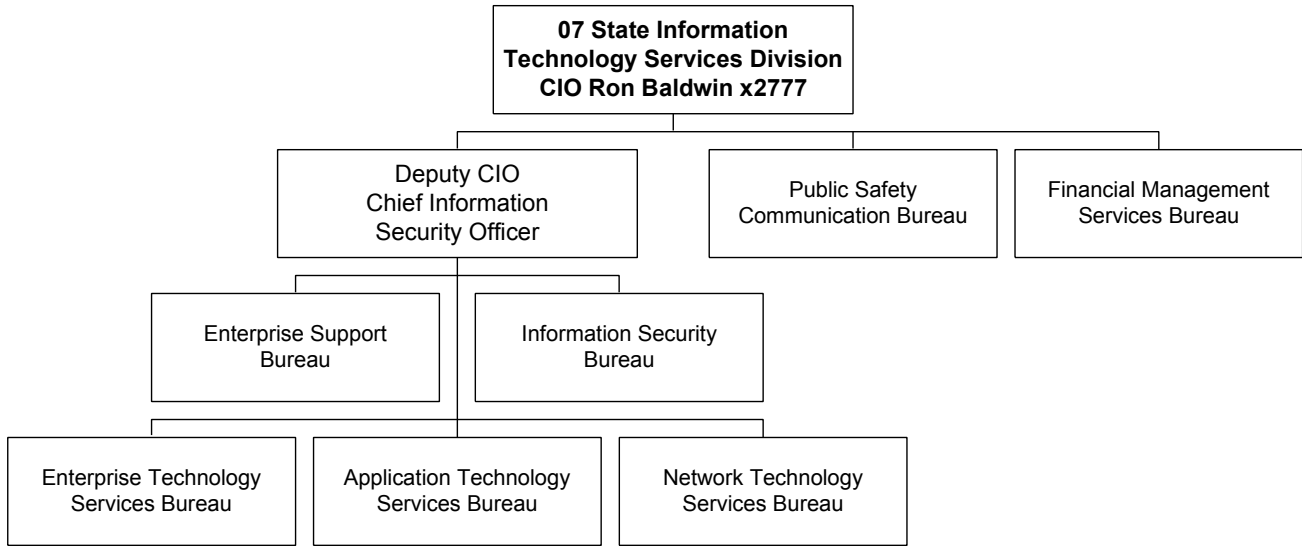 07 State Information
Technology Services Division
CIO Ron Baldwin x2777
Deputy CIO
Chief Information
Security Officer
Public Safety
Communication Bureau
Financial Management
Services Bureau
Enterprise Support
Bureau
Information Security
Bureau
Enterprise Technology
Services Bureau
Application Technology
Services Bureau
Network Technology
Services Bureau